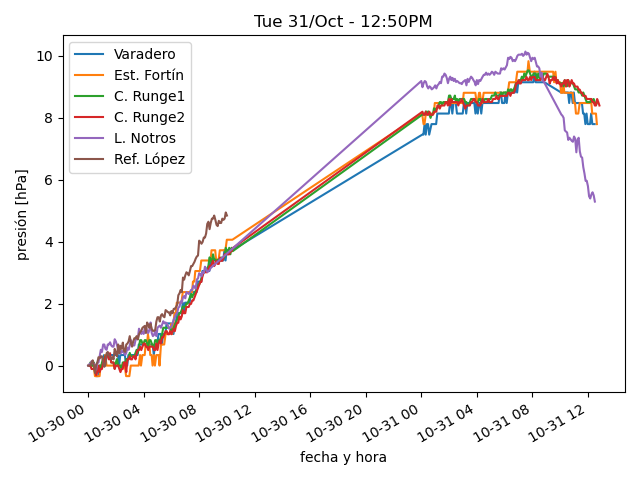 Tue 31/Oct - 12:50PM
Varadero
Est. Fortín
C. Runge1
C. Runge2
L. Notros
Ref. López
presión [hPa]
10
8
6
4
2
0
10-30 00
10-30 04
10-30 08
10-30 12
10-30 16
10-30 20
10-31 00
10-31 04
10-31 08
10-31 12
fecha y hora